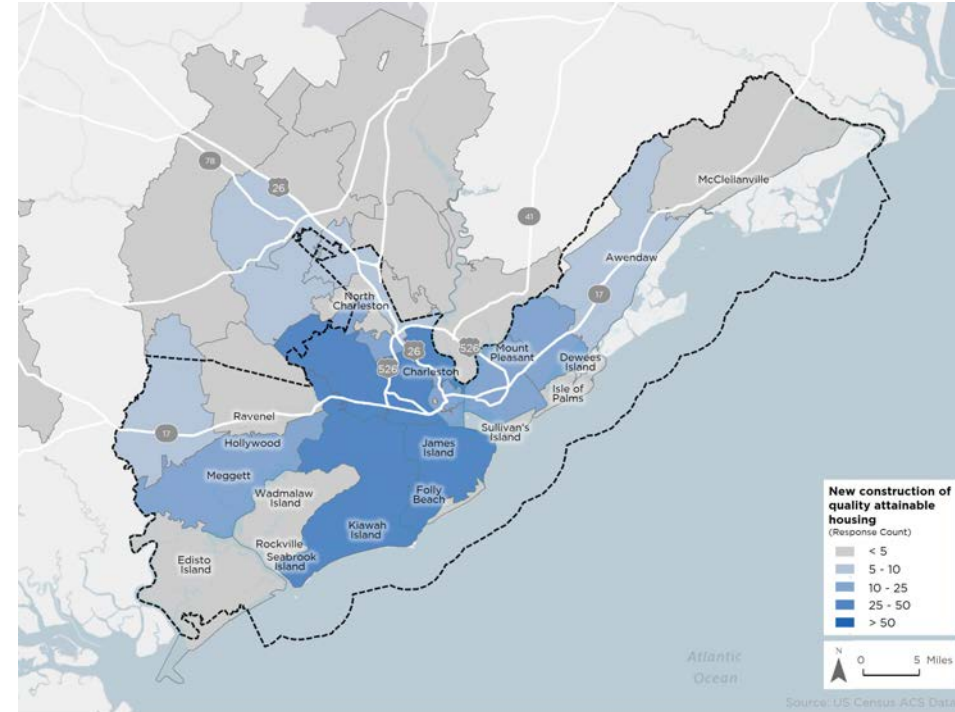 78
26
41
McClellanville
Awendaw
17
North
Charleston
526
26
526
Charleston
Mount
Pleasant
Dewees
Island
Isle of
Palms
Sullivan's
Island
Ravenel
17
Hollywood
Meggett
James
Island
Folly
Beach
Wadmalaw
Island
Kiawah
Island
Rockville
Seabrook
Island
Edisto
Island
New construction of
quality attainable
housing
(Response Count)
< 5
5 - 10
10 - 25
25 - 50
> 50
N
0 5 Miles
Atlantic
Ocean
Source: US Census ACS Data